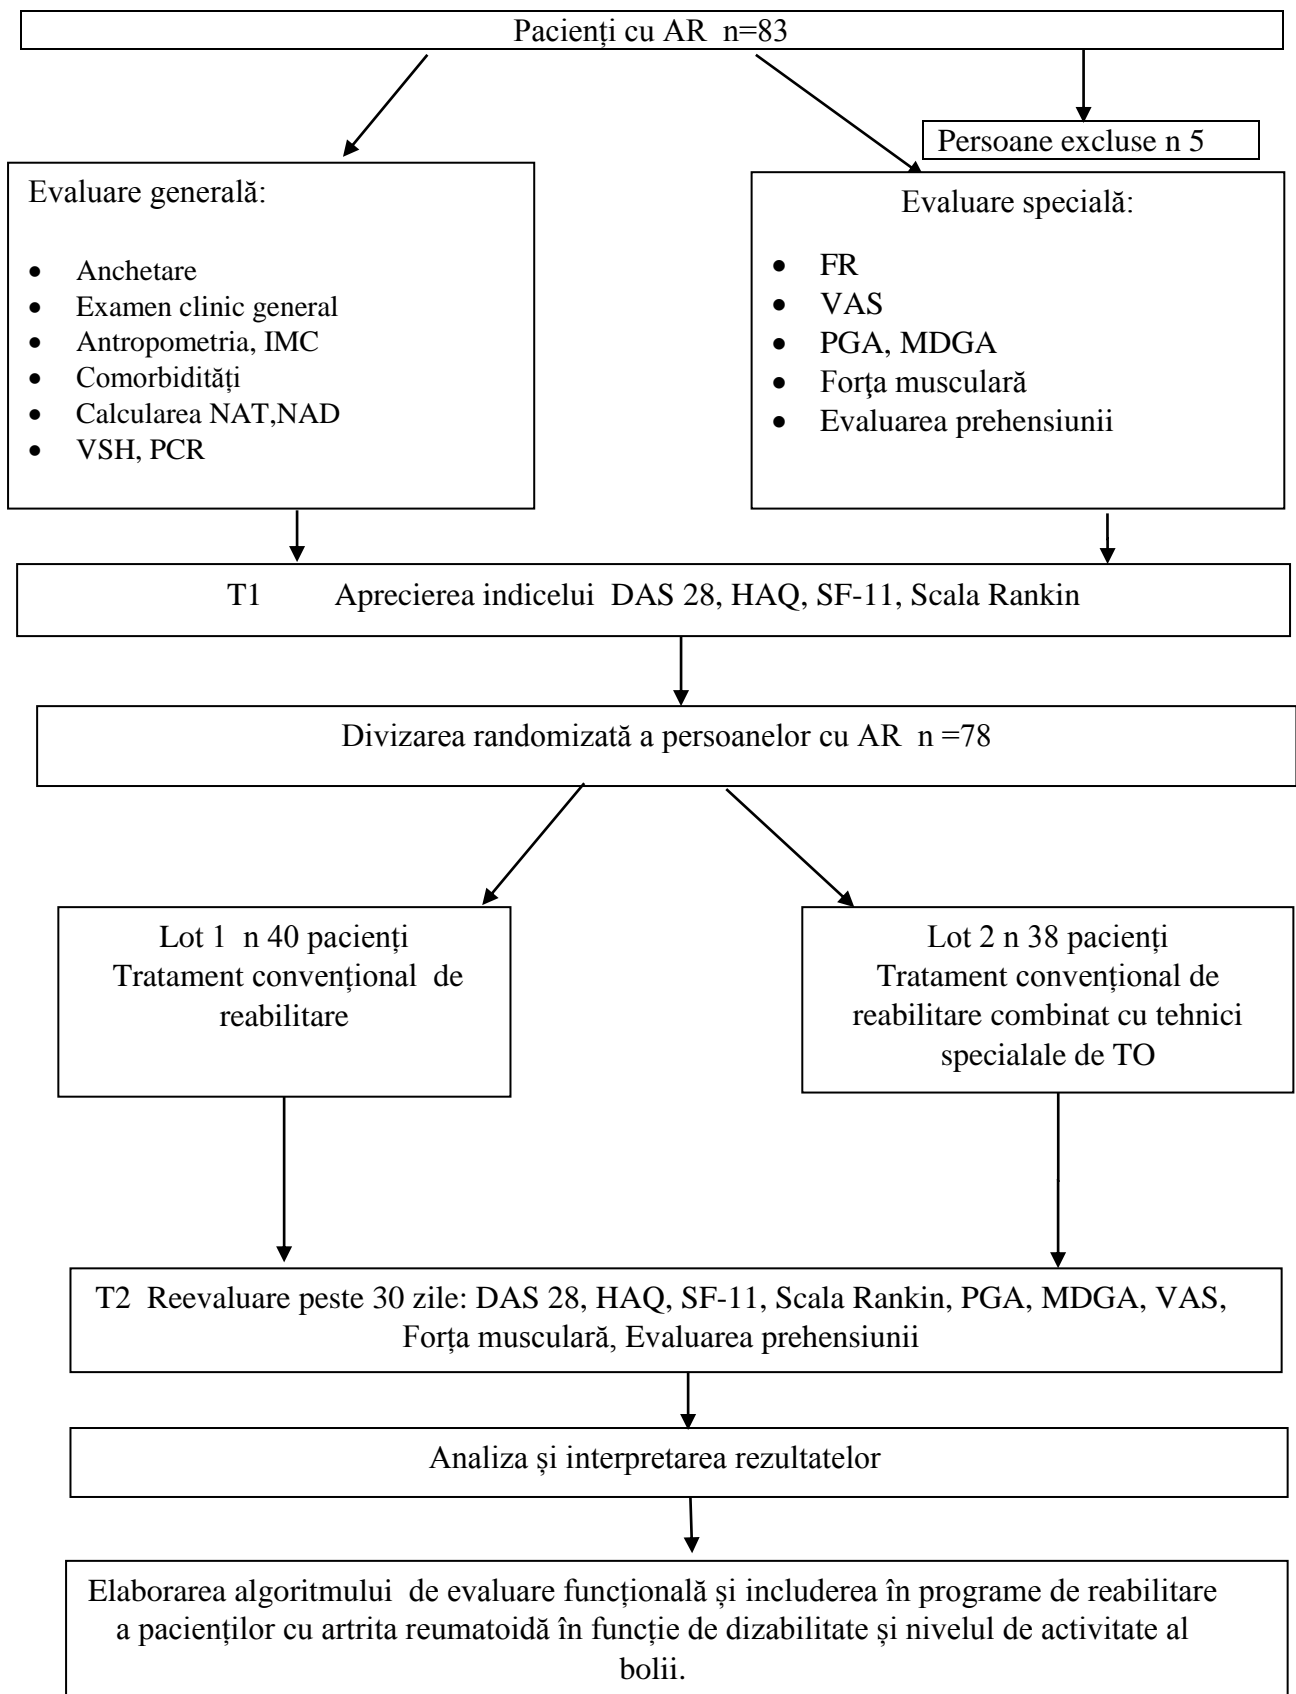 Pacienți cu AR n=83
Persoane excluse n 5
Evaluare generală:
• Anchetare
• Examen clinic general
• Antropometria, IMC
• Comorbidități
• Calcularea NAT,NAD
• VSH, PCR
Evaluare specială:
• FR
• VAS
• PGA, MDGA
• Forţa musculară
• Evaluarea prehensiunii
T1 Aprecierea indicelui DAS 28, HAQ, SF-11, Scala Rankin
Divizarea randomizată a persoanelor cu AR n =78
Lot 1 n 40 pacienți
Tratament convențional de
reabilitare
Lot 2 n 38 pacienți
Tratament convențional de
reabilitare combinat cu tehnici
specialale de TO
T2 Reevaluare peste 30 zile: DAS 28, HAQ, SF-11, Scala Rankin, PGA, MDGA, VAS,
Forța musculară, Evaluarea prehensiunii
Analiza și interpretarea rezultatelor
Elaborarea algoritmului de evaluare funcțională și includerea în programe de reabilitare
a pacienților cu artrita reumatoidă în funcție de dizabilitate și nivelul de activitate al
bolii.